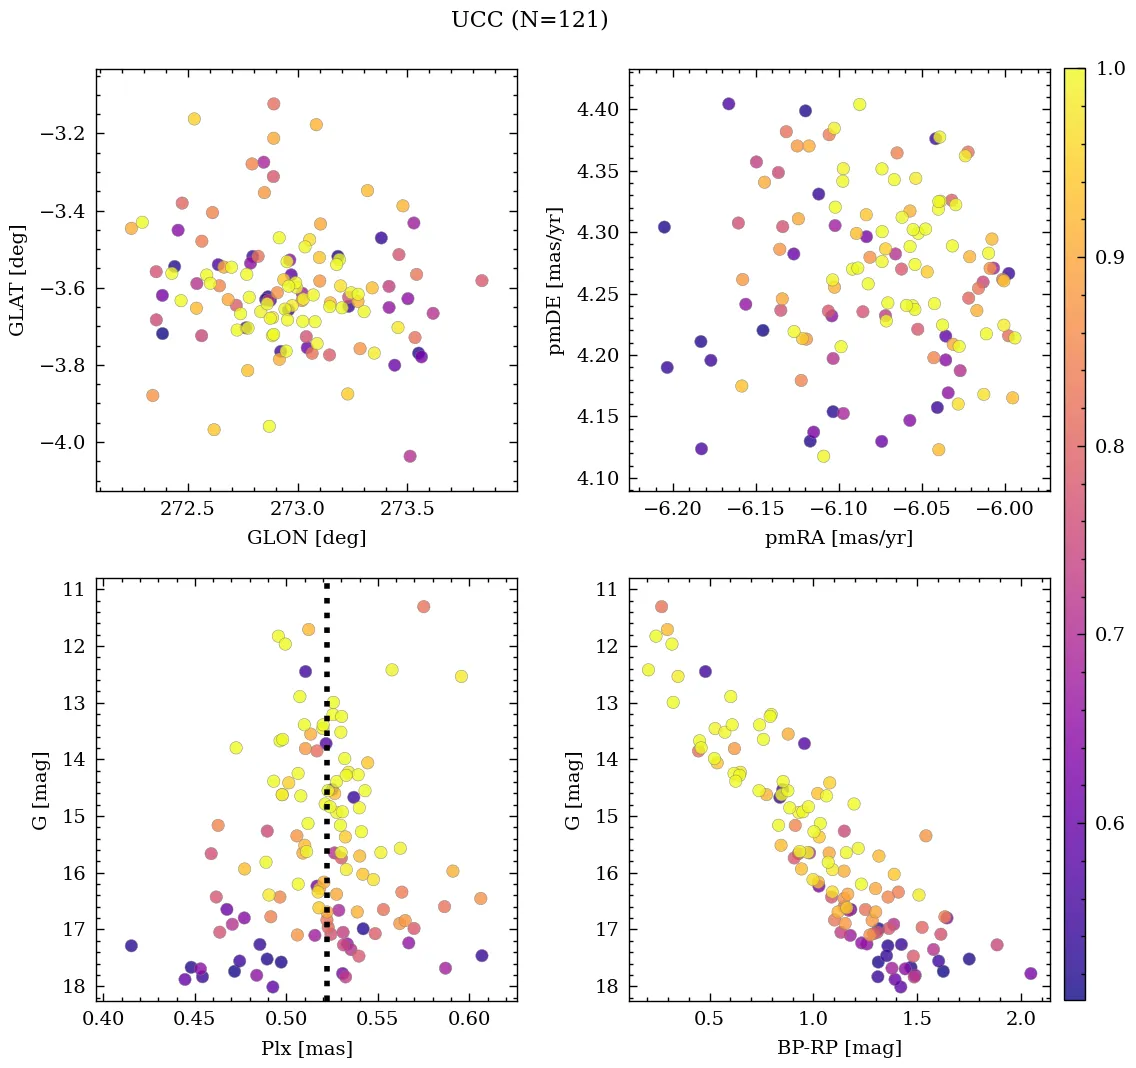 UCC (N=121)
−3.2
−3.4
−3.6
−3.8
−4.0
GLAT [deg]
272.5 273.0 273.5
GLON [deg]
4.40
4.35
4.30
4.25
4.20
4.15
4.10
pmDE [mas/yr]
−6.20 −6.15 −6.10 −6.05 −6.00
pmRA [mas/yr]
11
12
13
14
15
16
17
18
G [mag]
0.40 0.45 0.50 0.55 0.60
Plx [mas]
11
12
13
14
15
16
17
18
G [mag]
0.5 1.0 1.5 2.0
BP-RP [mag]
1.0
0.9
0.8
0.7
0.6